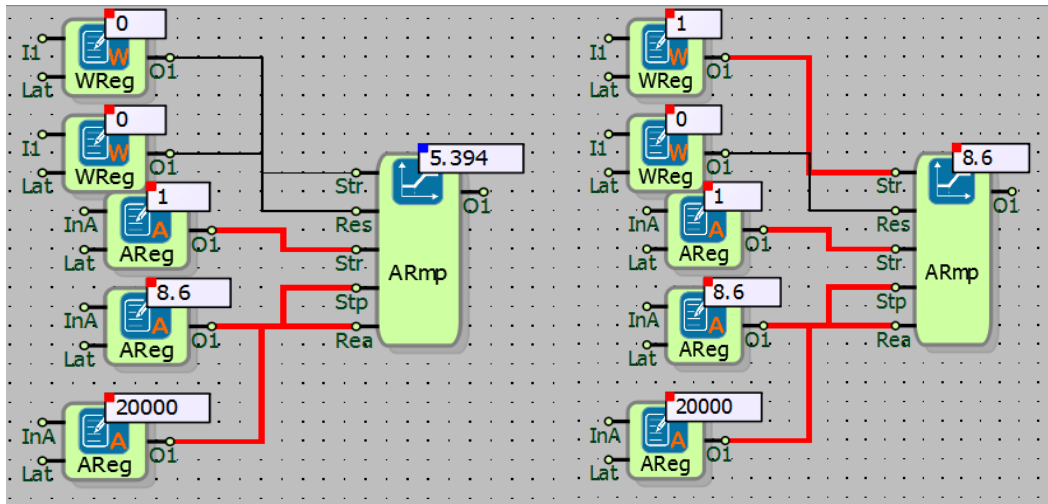 0
I1
W
O1
Lat
WReg
0
I1
W
O1
Lat
WReg
1
InA
A
O1
Lat
AReg
8.6
InA
A
O1
Lat
AReg
20000
InA
A
O1
Lat
AReg
5.394
Str
O1
Res
Str
ARmp
Stp
Rea
1
I1
W
O1
Lat
WReg
0
I1
W
O1
Lat
WReg
1
InA
A
O1
Lat
AReg
8.6
InA
A
O1
Lat
AReg
20000
InA
A
O1
Lat
AReg
8.6
Str
O1
Res
Str
ARmp
Stp
Rea